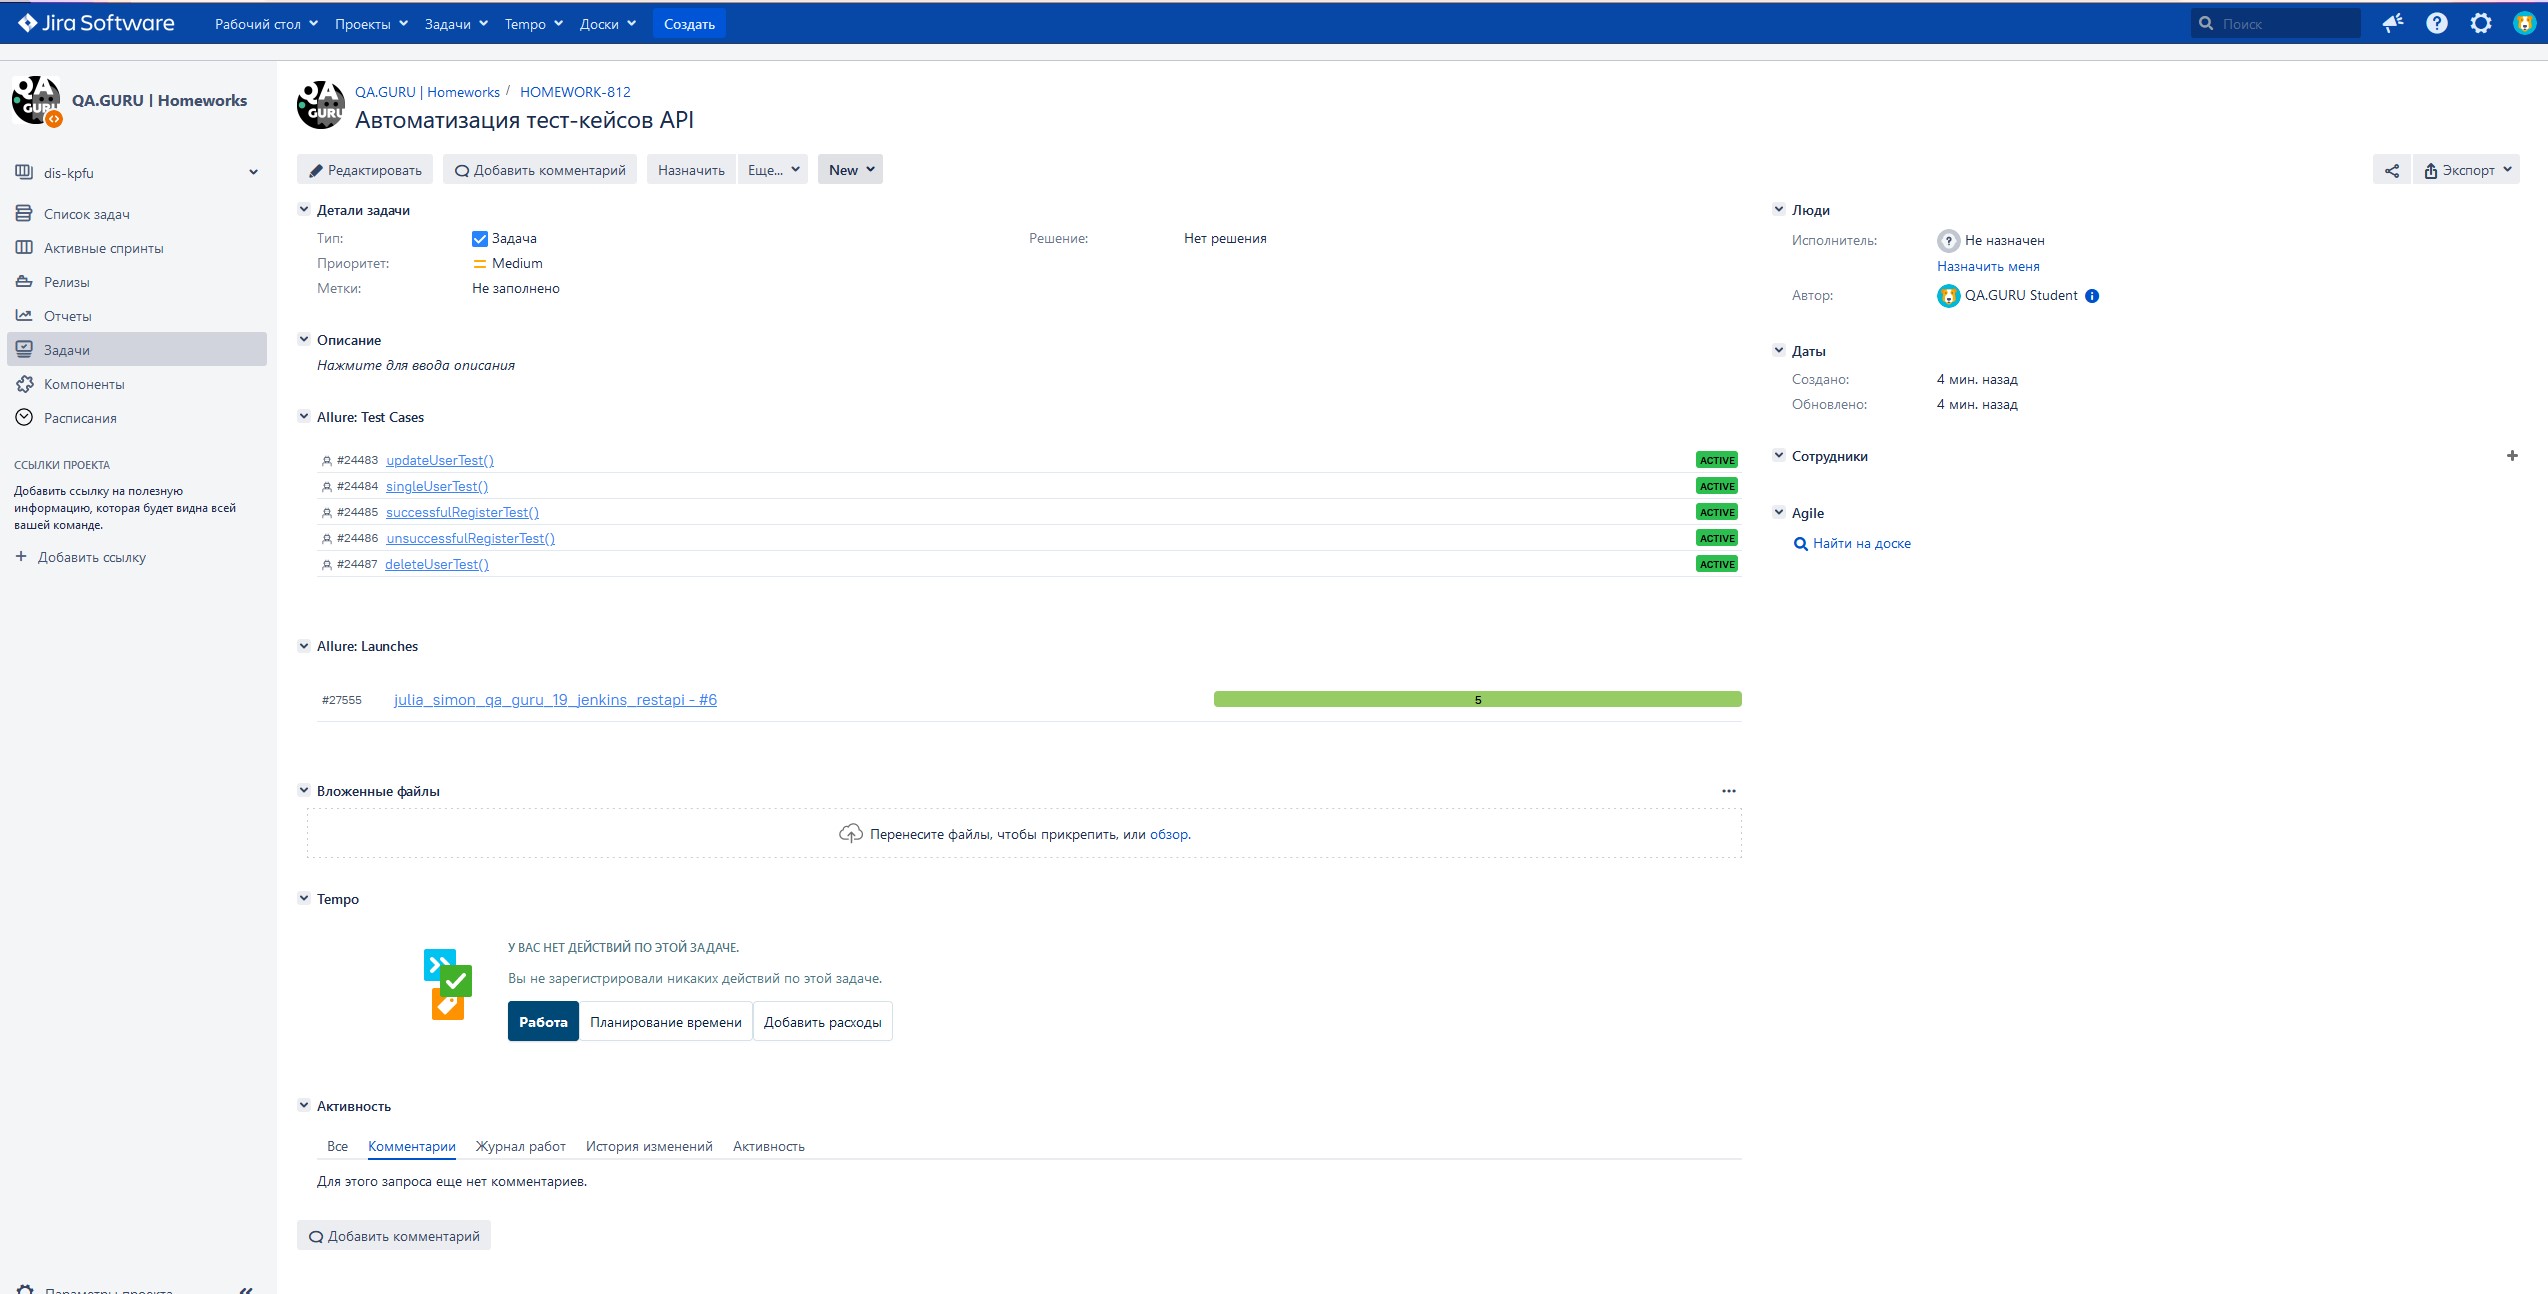 Jira Software Рабочий стол Проекты Задачи Tempo Доски Создать Поиск
QA.GURU | Homeworks
dis-kpfu
Список задач
Активные спринты
Релизы
Отчеты
Задачи
Компоненты
Расписания
ССЫЛКИ ПРОЕКТА
Добавить ссылку на полезную
информацию, которая будет видна всей
вашей команде.
+ Добавить ссылку
Параметры проекта
QA.GURU | Homeworks / HOMEWORK-812
Автоматизация тест-кейсов API
Редактировать Добавить комментарий Назначить Еще... New Экспорт
Детали задачи
Тип: Задача Решение: Нет решения
Приоритет: Medium
Метки: Не заполнено
Описание
Нажмите для ввода описания
Allure: Test Cases
#24483 updateUserTest() ACTIVE
#24484 singleUserTest() ACTIVE
#24485 successfulRegisterTest() ACTIVE
#24486 unsuccessfulRegisterTest() ACTIVE
#24487 deleteUserTest() ACTIVE
Allure: Launches
#27555 julia_simon_qa_guru_19_jenkins_restapi - #6 5
Вложенные файлы
Перенесите файлы, чтобы прикрепить, или обзор.
Tempo
У ВАС НЕТ ДЕЙСТВИЙ ПО ЭТОЙ ЗАДАЧЕ.
Вы не зарегистрировали никаких действий по этой задаче.
Работа Планирование времени Добавить расходы
Активность
Все Комментарии Журнал работ История изменений Активность
Для этого запроса еще нет комментариев.
Добавить комментарий
Люди
Исполнитель: Не назначен
Назначить меня
Автор: QA.GURU Student
Даты
Создано: 4 мин. назад
Обновлено: 4 мин. назад
Сотрудники
Agile
Найти на доске